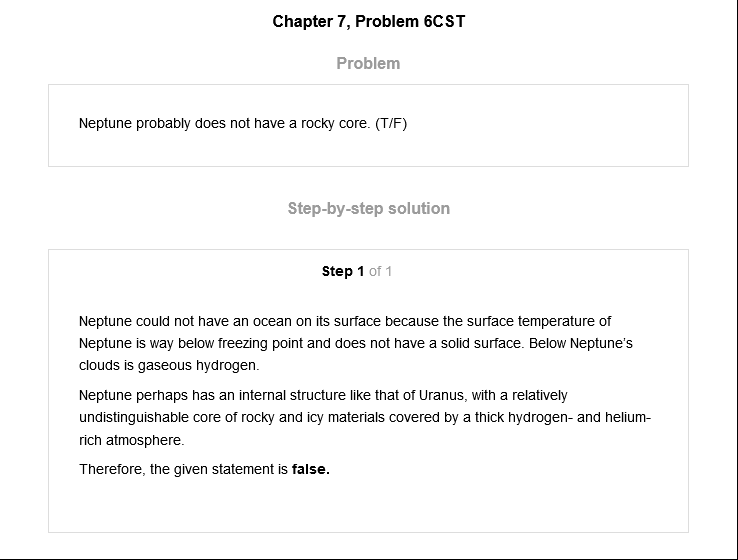 Chapter 7, Problem 6CST
Problem
Neptune probably does not have a rocky core. (T/F)
Step-by-step solution
Step 1 of 1
Neptune could not have an ocean on its surface because the surface temperature of
Neptune is way below freezing point and does not have a solid surface. Below Neptune's
clouds is gaseous hydrogen.
Neptune perhaps has an internal structure like that of Uranus, with a relatively
undistinguishable core of rocky and icy materials covered by a thick hydrogen- and helium-
rich atmosphere.
Therefore, the given statement is false.